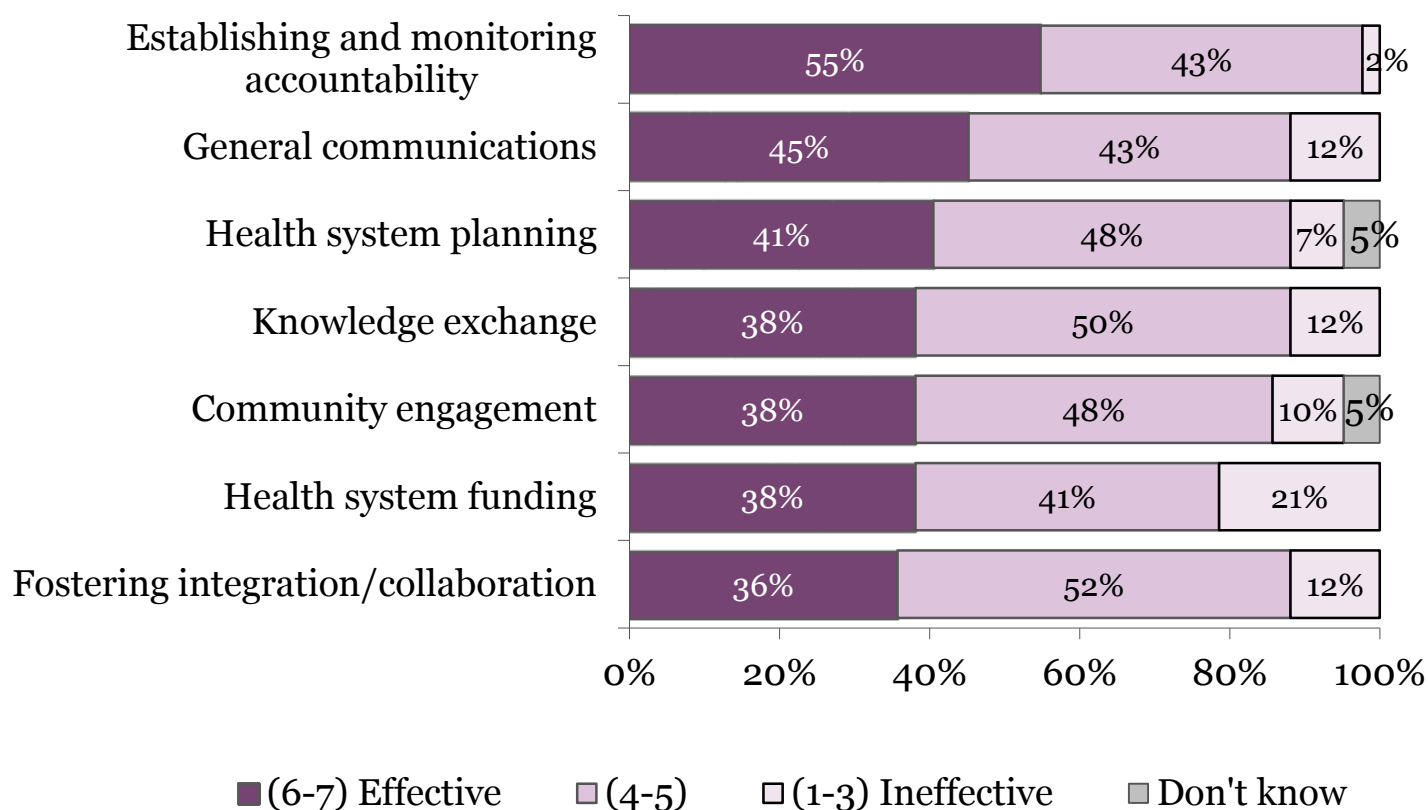 Establishing and monitoring
accountability
55% 43% 2%
General communications
45% 43% 12%
Health system planning
41% 48% 7% 5%
Knowledge exchange
38% 50% 12%
Community engagement
38% 48% 10% 5%
Health system funding
38% 41% 21%
Fostering integration/collaboration
36% 52% 12%
0% 20% 40% 60% 80% 100%
(6-7) Effective (4-5) (1-3) Ineffective Don't know